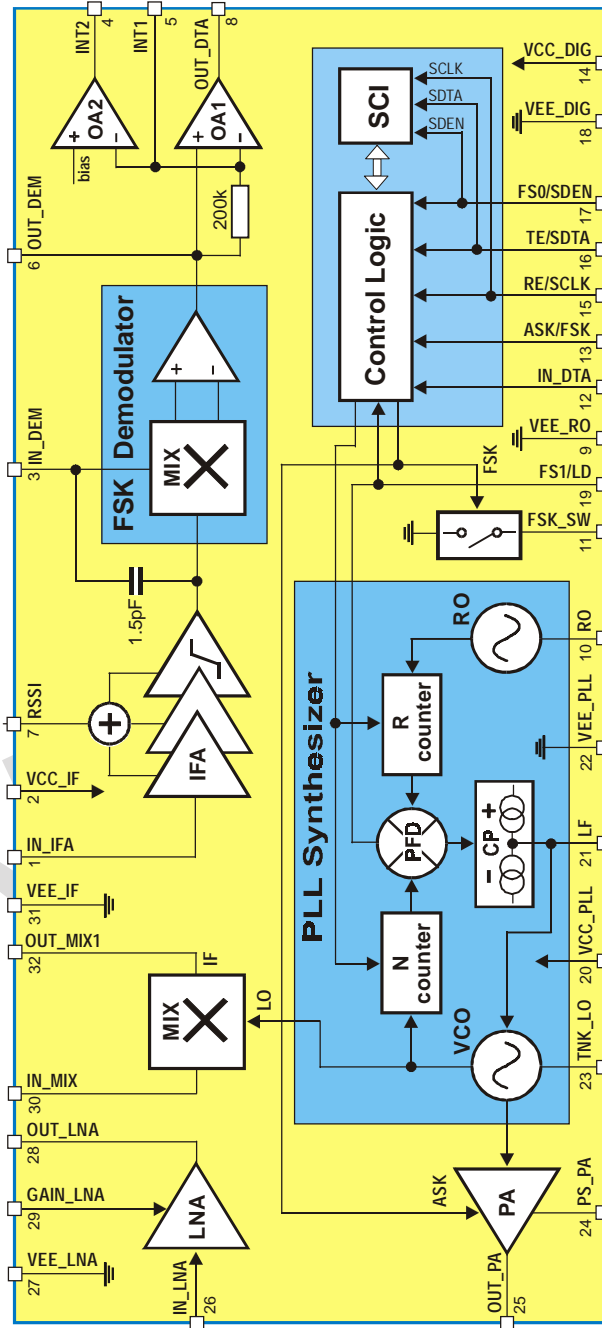 INT2
4
INT1
5
OUT_DTA
8
OA2
+
−
bias
OA1
+
−
200k
OUT_DEM
6
IN_DEM
3
FSK Demodulator
MIX
+
−
1.5pF
RSSI
7
+
IFA
VCC_IF
2
IN_IFA
1
VEE_IF
31
OUT_MIX1
32
IF
MIX
LO
IN_MIX
30
OUT_LNA
28
GAIN_LNA
29
LNA
VEE_LNA
27
IN_LNA
26
SCI
SCLK
SDTA
SDEN
Control Logic
VCC_DIG
14
VEE_DIG
18
FS0/SDEN
17
TE/SDTA
16
RE/SCLK
15
ASK/FSK
13
IN_DTA
12
VEE_RO
9
FSK
FS1/LD
19
FSK_SW
11
PLL Synthesizer
RO
RO
10
R
counter
VEE_PLL
22
PFD
− CP +
LF
21
N
counter
VCC_PLL
20
VCO
TNK_LO
23
ASK
PA
PS_PA
24
OUT_PA
25